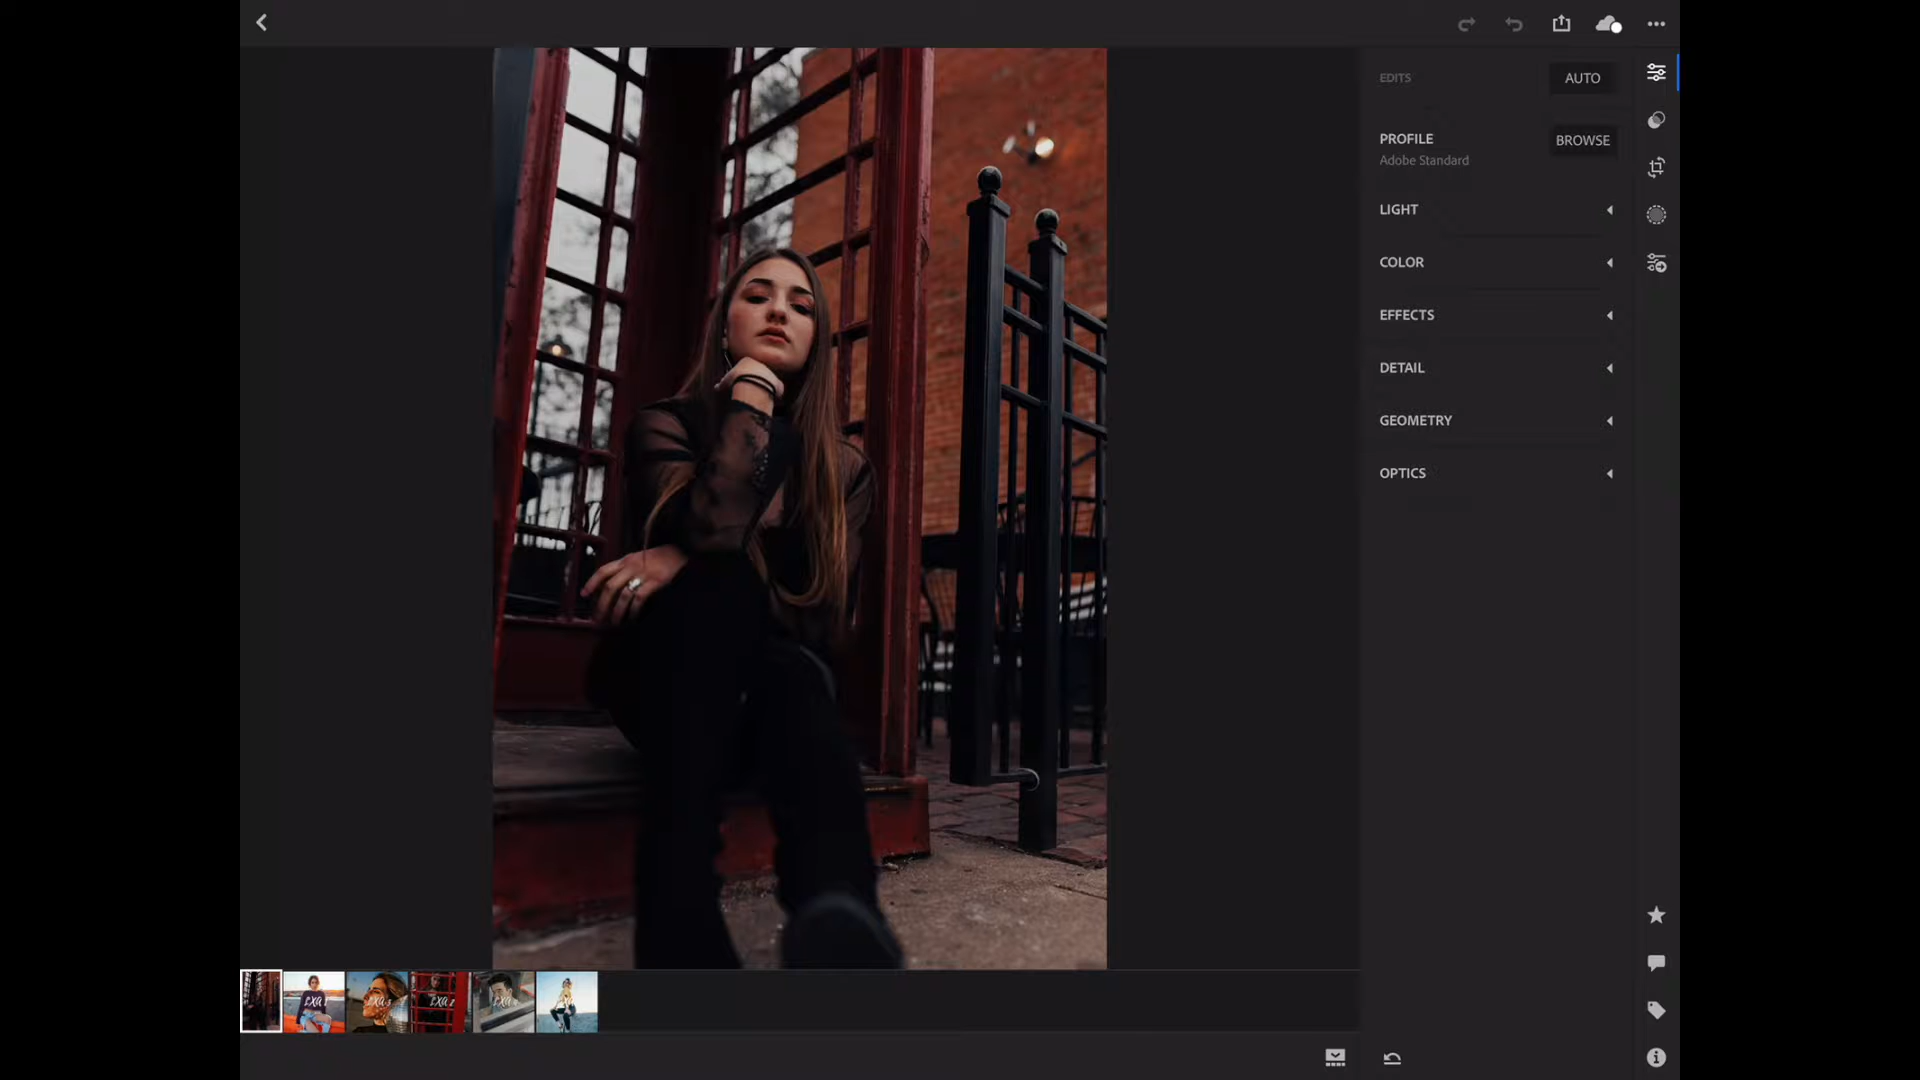 EDITS
AUTO
PROFILE
BROWSE
Adobe Standard
LIGHT
COLOR
EFFECTS
DETAIL
GEOMETRY
OPTICS